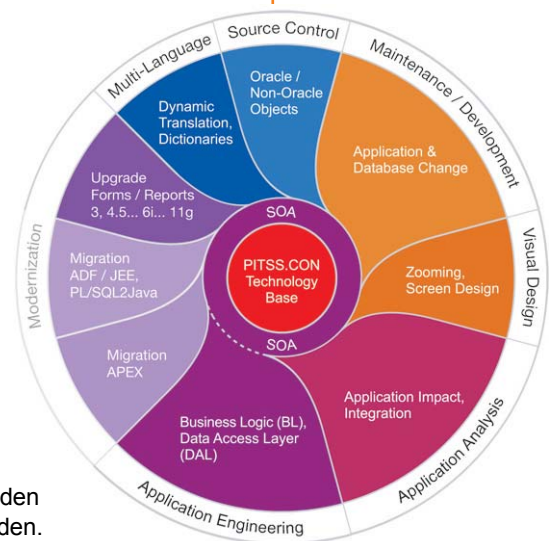 Source Control
Multi-Language
Maintenance / Development
Visual Design
Application Analysis
Application Engineering
Modernization
Oracle /
Non-Oracle
Objects
Dynamic
Translation,
Dictionaries
Application &
Database Change
Upgrade
Forms / Reports
3, 4.5... 6i... 11g
SOA
PITSS.CON
Technology
Base
SOA
Zooming,
Screen Design
Migration
ADF / JEE,
PL/SQL2Java
Migration
APEX
Application Impact,
Integration
Business Logic (BL),
Data Access Layer
(DAL)
den
den.